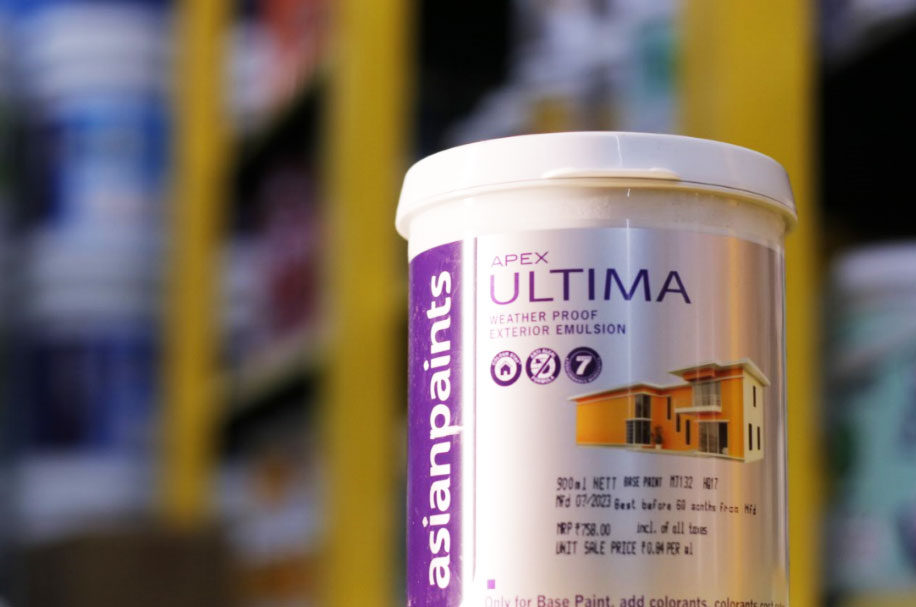 asianpaints
APEX
ULTIMA
WEATHER PROOF
EXTERIOR EMULSION
7
900ml NETT BASE PAINT MT132 HQ17
Mfd 07/2023 Best before 60 months from Mfd
MRP ₹758.00 incl. of all taxes
UNIT SALE PRICE ₹0.84 PER ml
Only for Base Paint, add colorants, colorants